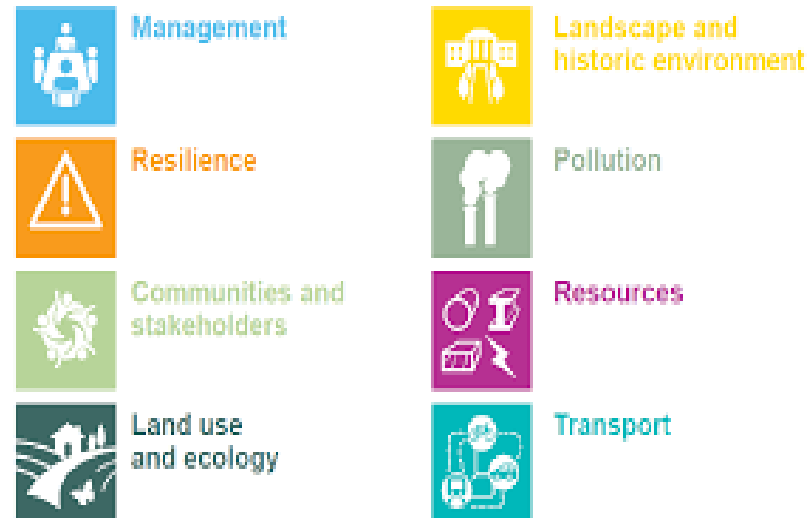 Management
Resilience
Communities and
stakeholders
Land use
and ecology
Landscape and
historic environment
Pollution
Resources
Transport